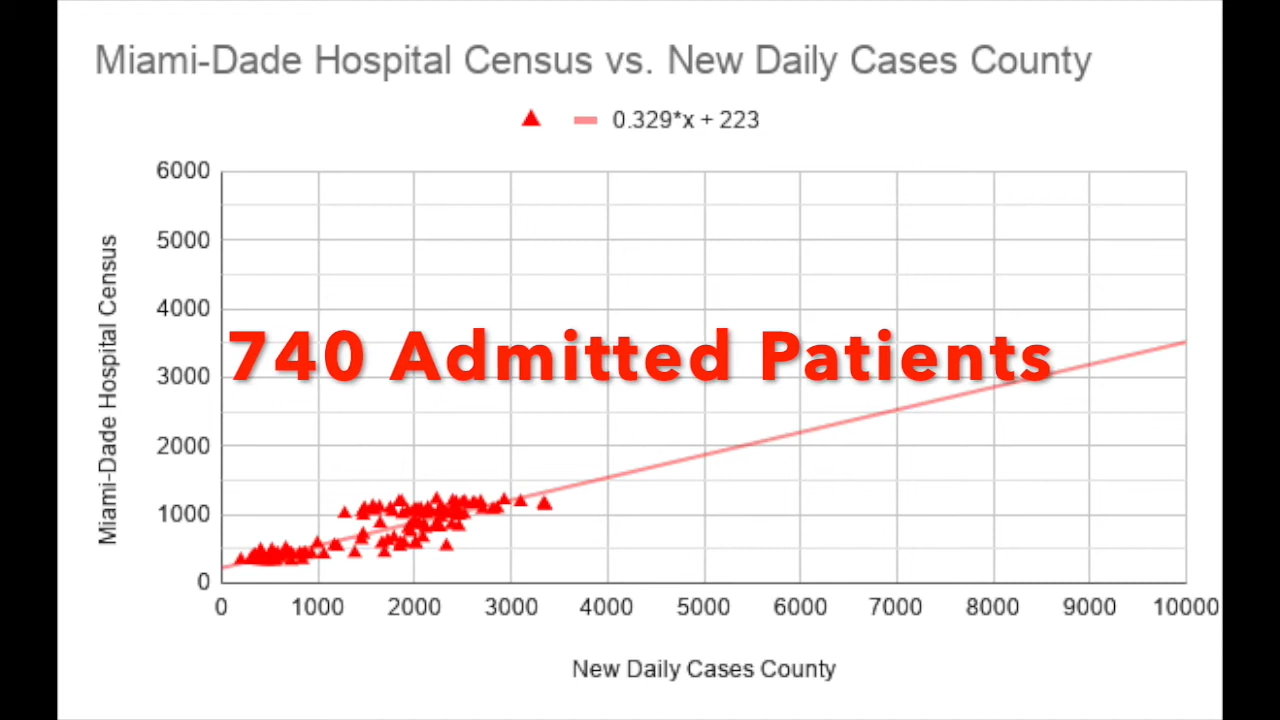 Miami-Dade Hospital Census vs. New Daily Cases County
0.329*x + 223
Miami-Dade Hospital Census
6000
5000
4000
3000
2000
1000
0
740 Admitted Patients
0 1000 2000 3000 4000 5000 6000 7000 8000 9000 10000
New Daily Cases County